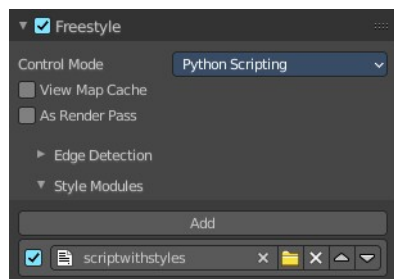 Freestyle
Control Mode Python Scripting
View Map Cache
As Render Pass
Edge Detection
Style Modules
Add
scriptwithstyles